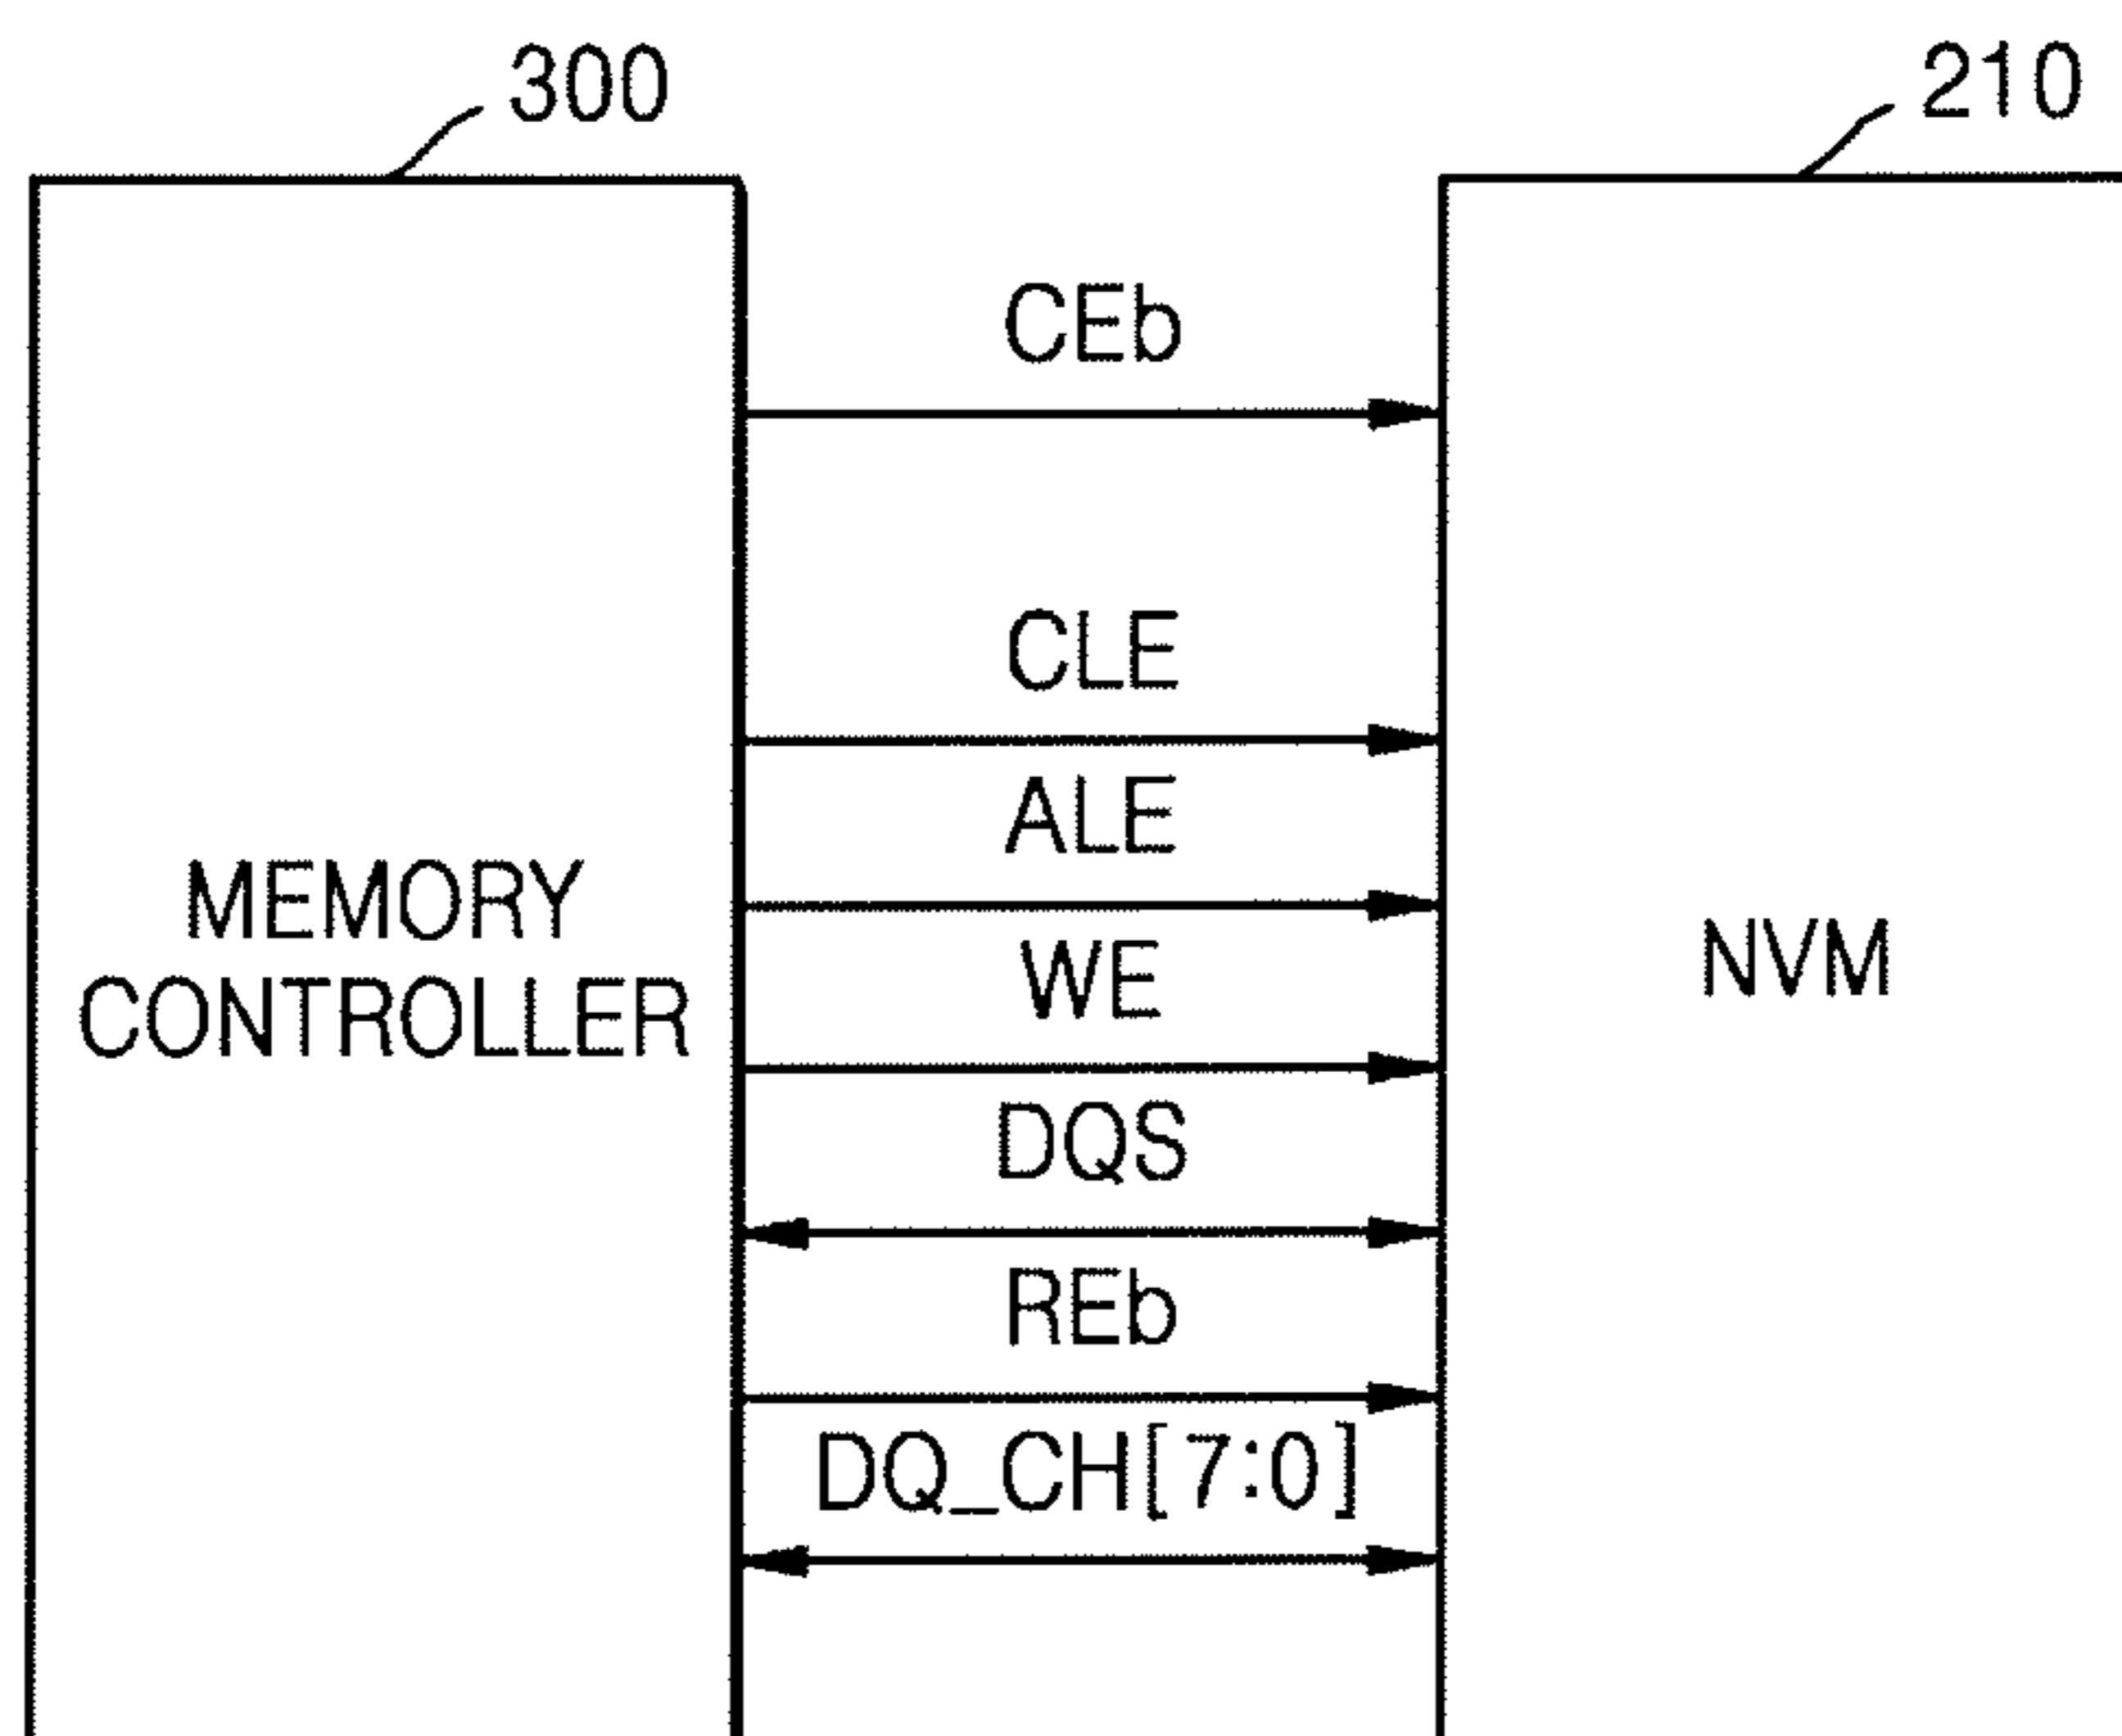 300
210
CEb
CLE
ALE
MEMORY
CONTROLLER
WE
NVM
DQS
REb
DQ_CH[7:0]